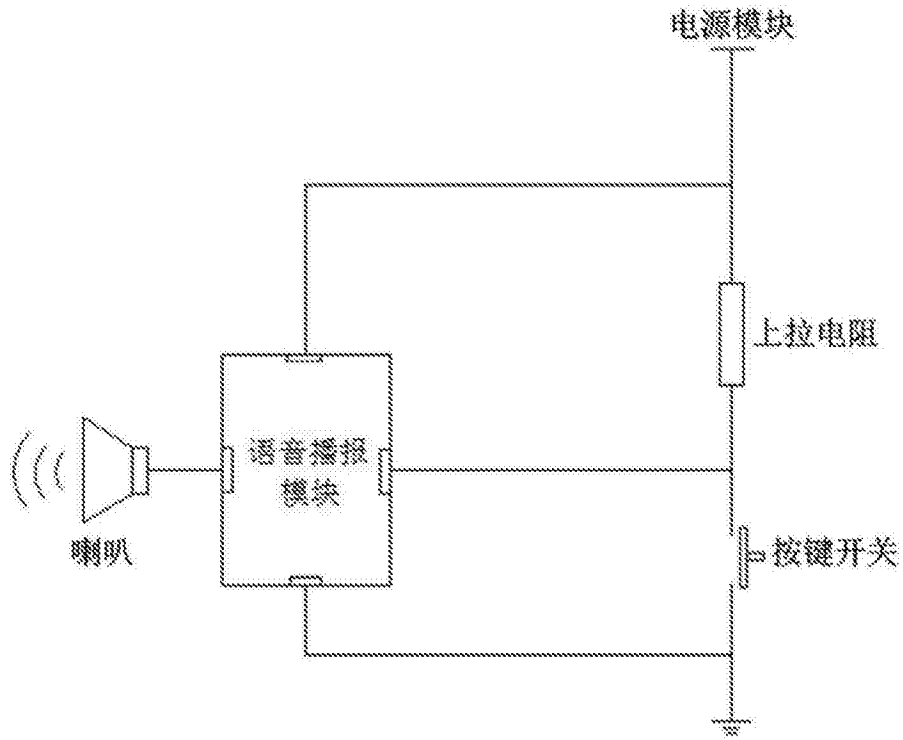 电源模块
上拉电阻
语音播报
模块
喇叭
按键开关